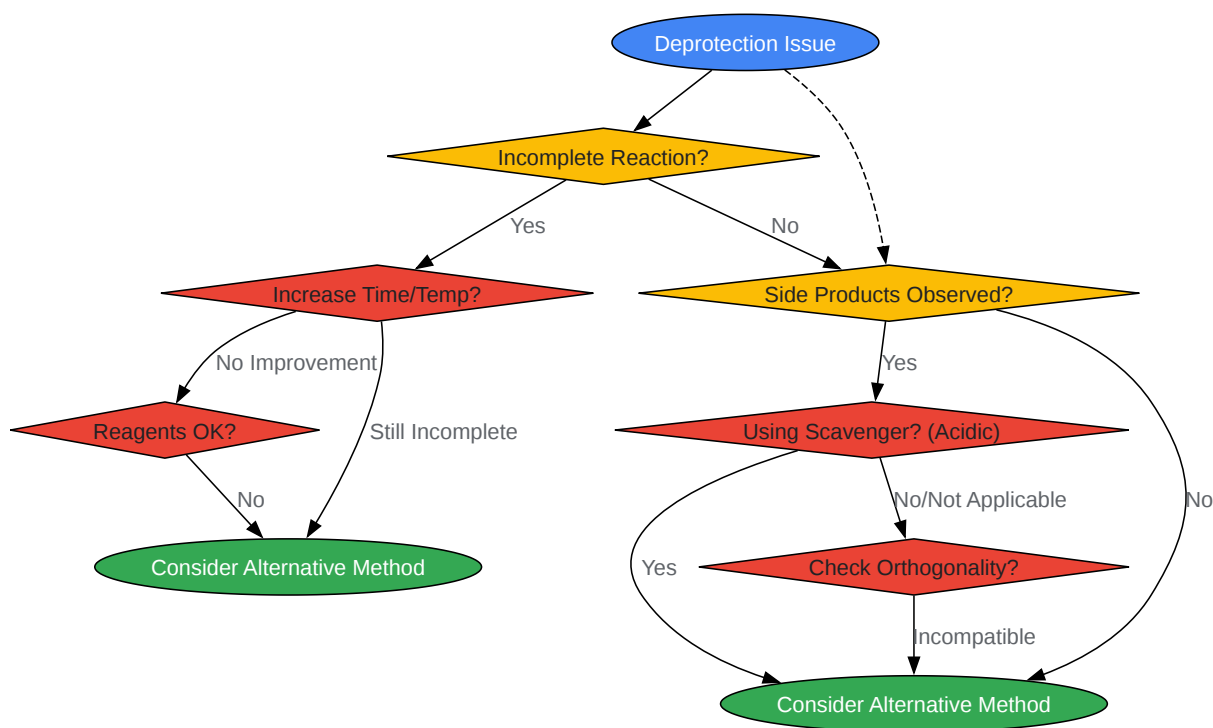 Deprotection Issue
Incomplete Reaction?
Yes
No
Increase Time/Temp?
Side Products Observed?
No Improvement
Yes
Reagents OK?
Still Incomplete
Using Scavenger? (Acidic)
No
No/Not Applicable
No
Consider Alternative Method
Yes
Check Orthogonality?
Incompatible
Consider Alternative Method